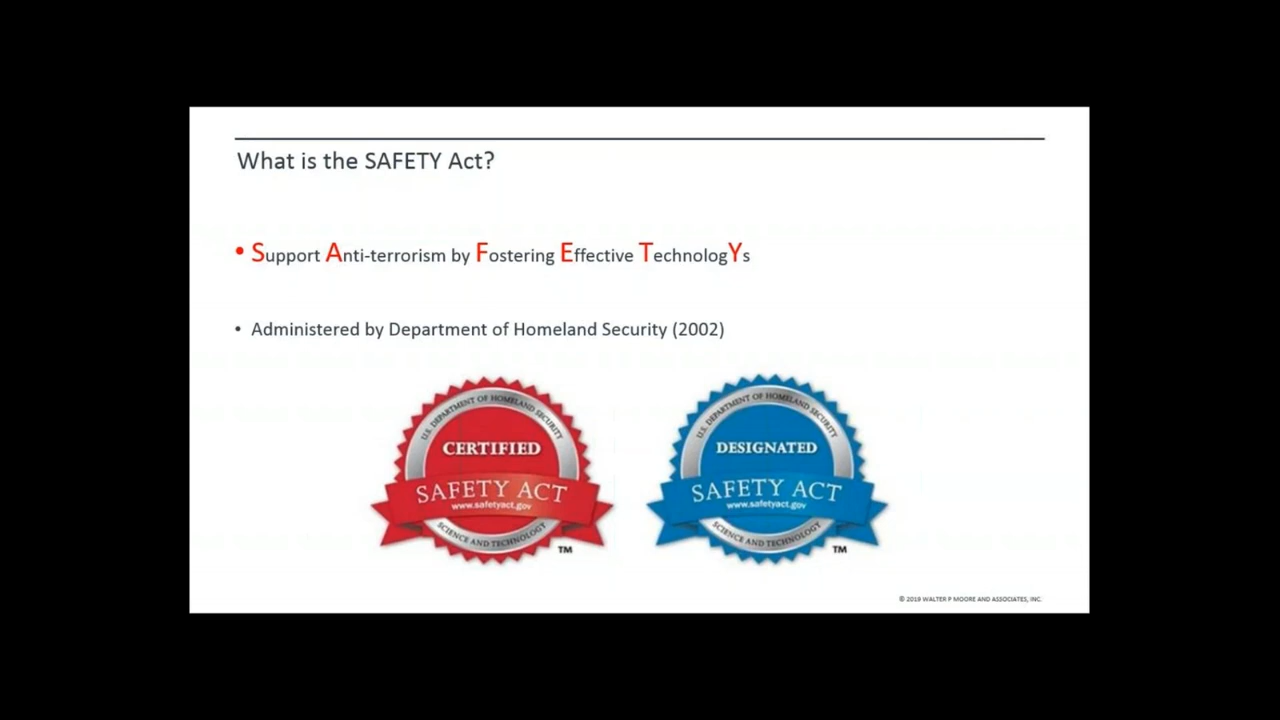 What is the SAFETY Act?
• Support Anti-terrorism by Fostering Effective TechnologYs
• Administered by Department of Homeland Security (2002)
U.S. DEPARTMENT OF HOMELAND SECURITY
CERTIFIED
SAFETY ACT
www.safetyact.gov
SCIENCE AND TECHNOLOGY
TM
U.S. DEPARTMENT OF HOMELAND SECURITY
DESIGNATED
SAFETY ACT
www.safetyact.gov
SCIENCE AND TECHNOLOGY
TM
© 2019 WALTER P MOORE AND ASSOCIATES, INC.